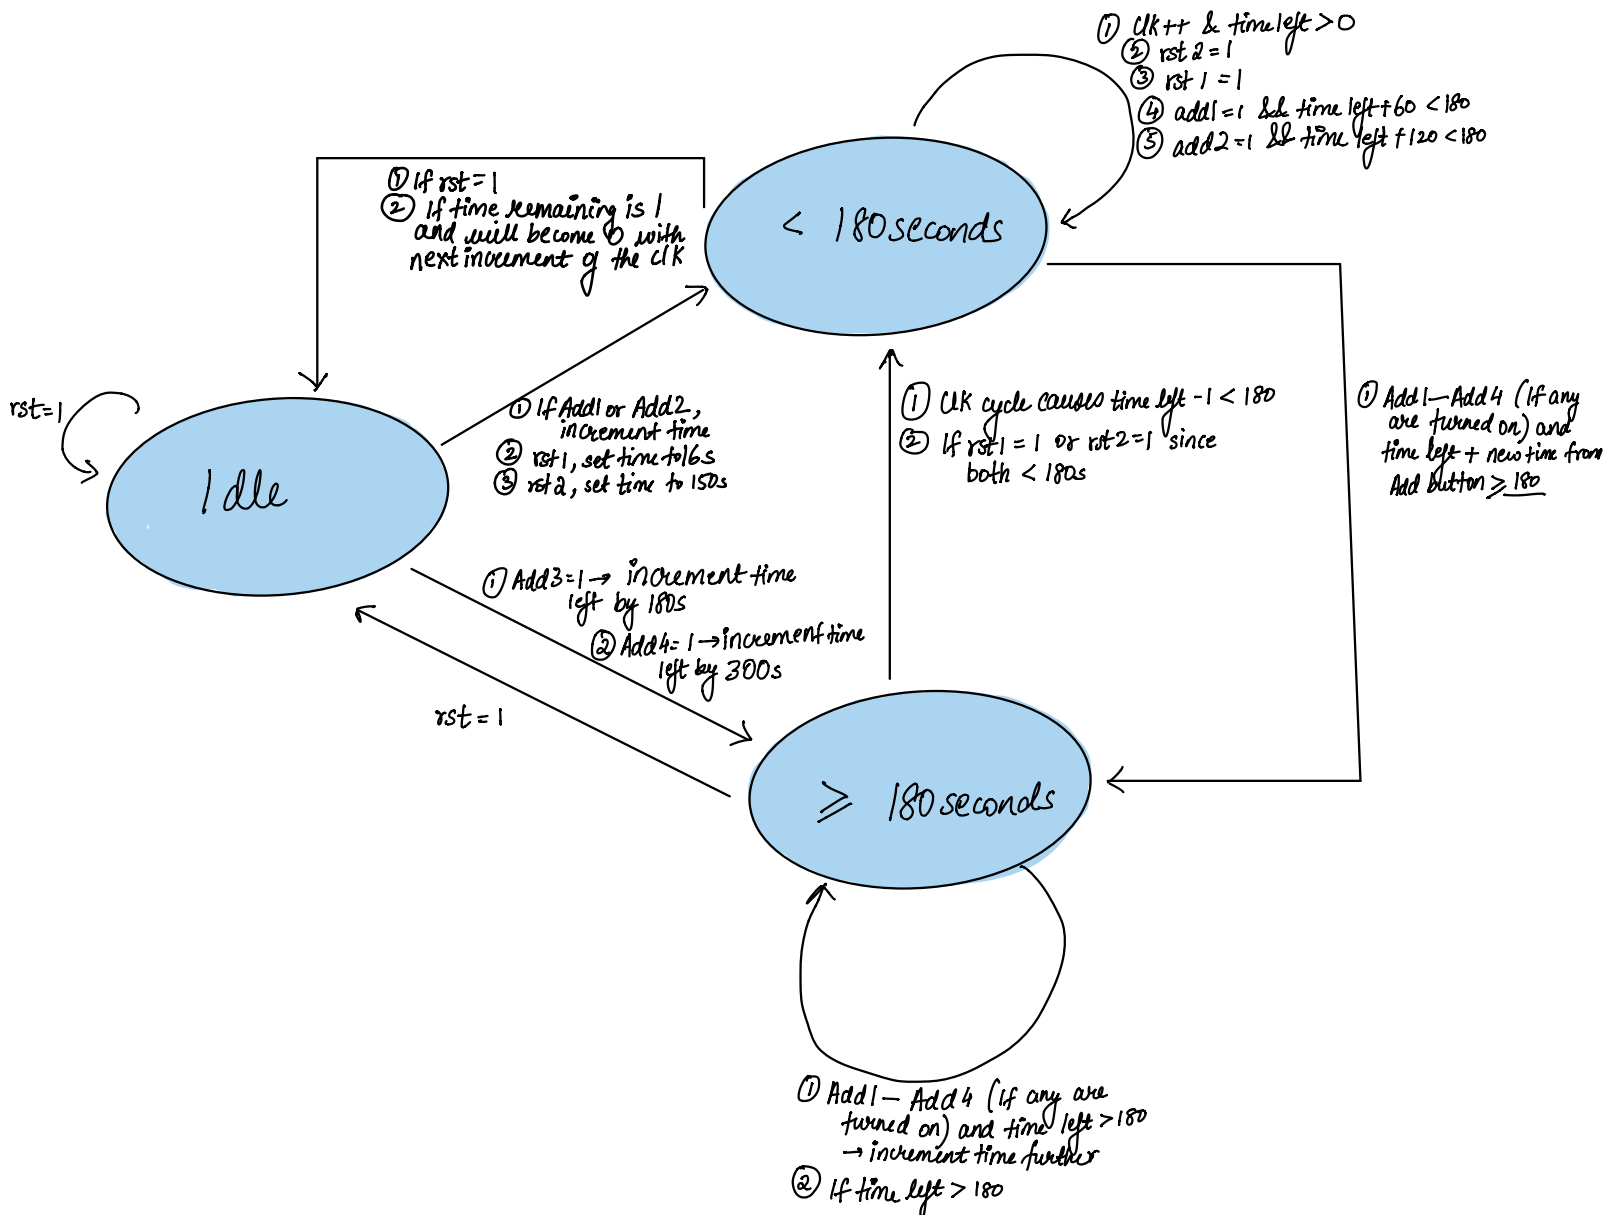 ① Clk++ & time left > 0
② rst2 = 1
③ rst1 = 1
④ add1 = 1 && time left + 60 < 180
⑤ add2 = 1 && time left + 120 < 180
① If rst = 1
② If time remaining is 1
and will become 0 with
next increment of the clk
< 180 seconds
rst = 1
Idle
① If Add1 or Add2,
increment time
② rst1, set time to 16s
③ rst2, set time to 150s
① Clk cycle causes time left - 1 < 180
② If rst1 = 1 or rst2 = 1 since
both < 180s
① Add1 — Add4 (If any
are turned on) and
time left + new time from
Add button ≥ 180
① Add3 = 1 → increment time
left by 180s
② Add4 = 1 → increment time
left by 300s
rst = 1
≥ 180 seconds
① Add1 — Add4 (If any are
turned on) and time left > 180
→ increment time further
② If time left > 180